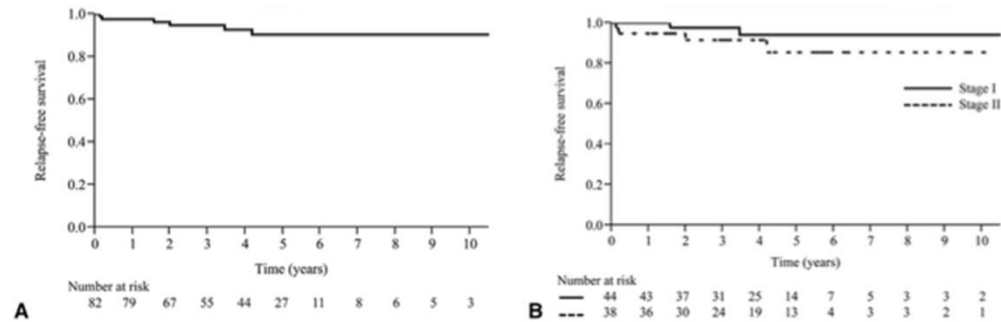 1.0
0.8
0.6
0.4
0.2
0.0
Relapse-free survival
0 1 2 3 4 5 6 7 8 9 10
Time (years)
Number at risk
82 79 67 55 44 27 11 8 6 5 3
A
B
1.0
0.8
0.6
0.4
0.2
0.0
Relapse-free survival
Stage I
Stage II
0 1 2 3 4 5 6 7 8 9 10
Time (years)
Number at risk
44 43 37 31 25 14 7 5 3 3 2
38 36 30 24 19 13 4 3 3 2 1
B